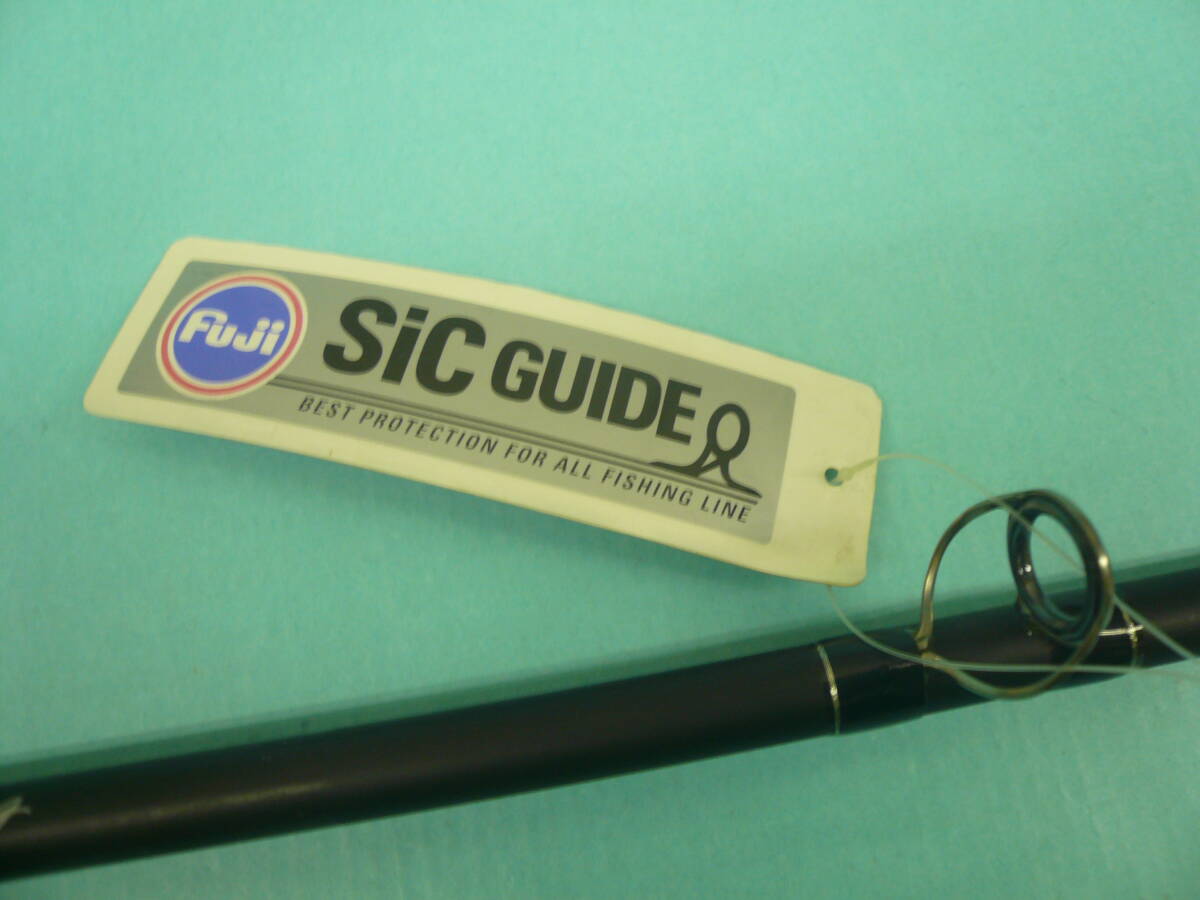 Fuji
SiC GUIDE
BEST PROTECTION FOR ALL FISHING LINE